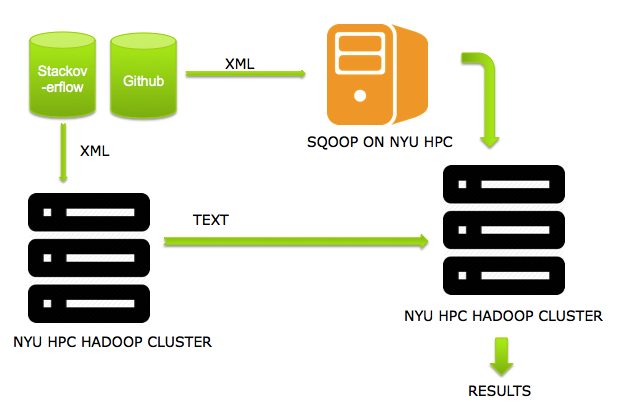 Stackov
-erflow
Github
XML
SQOOP ON NYU HPC
XML
TEXT
NYU HPC HADOOP CLUSTER
NYU HPC HADOOP CLUSTER
RESULTS